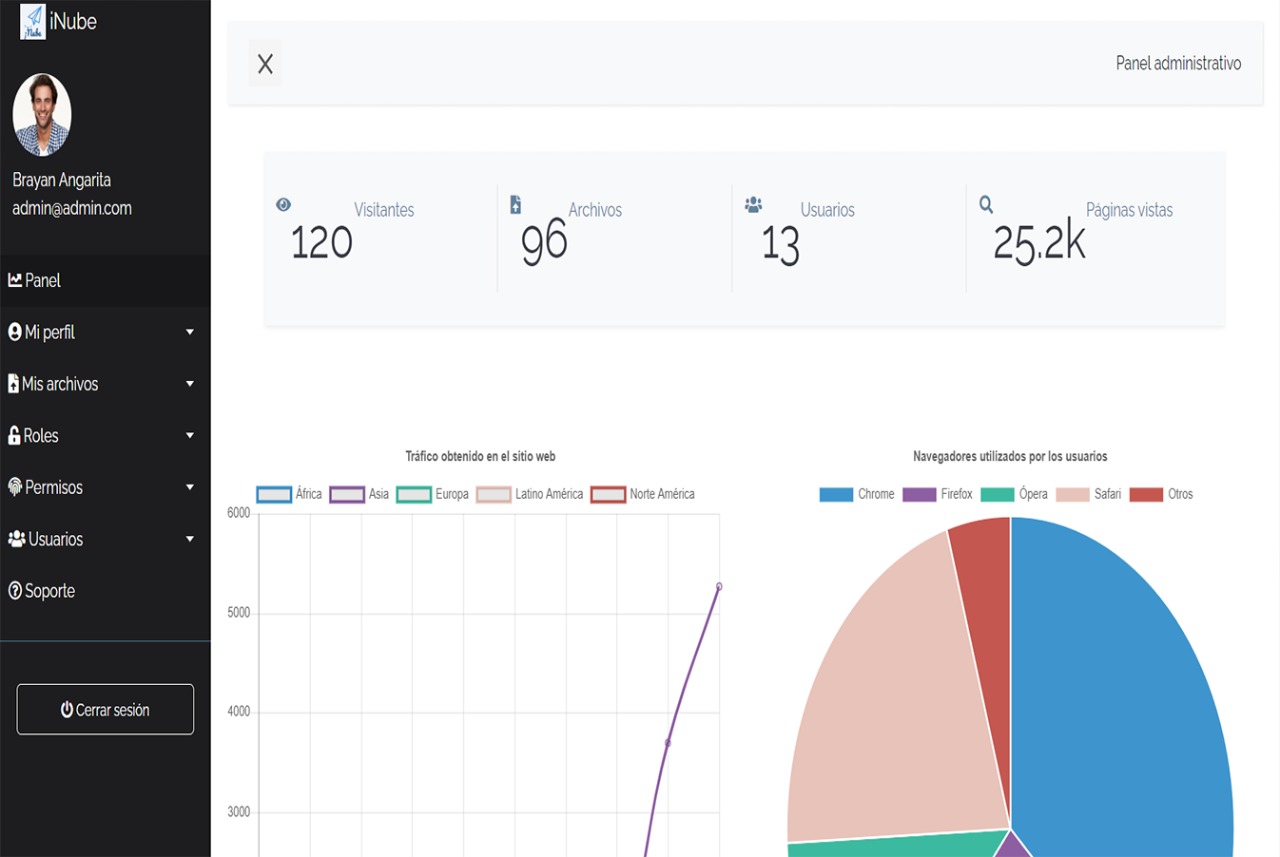 iNube
iNube
Brayan Angarita
admin@admin.com
Panel
Mi perfil
Mis archivos
Roles
Permisos
Usuarios
Soporte
Cerrar sesión
X
Panel administrativo
Visitantes
120
Archivos
96
Usuarios
13
Páginas vistas
25.2k
Tráfico obtenido en el sitio web
África Asia Europa Latino América Norte América
6000
5000
4000
3000
Navegadores utilizados por los usuarios
Chrome Firefox Ópera Safari Otros